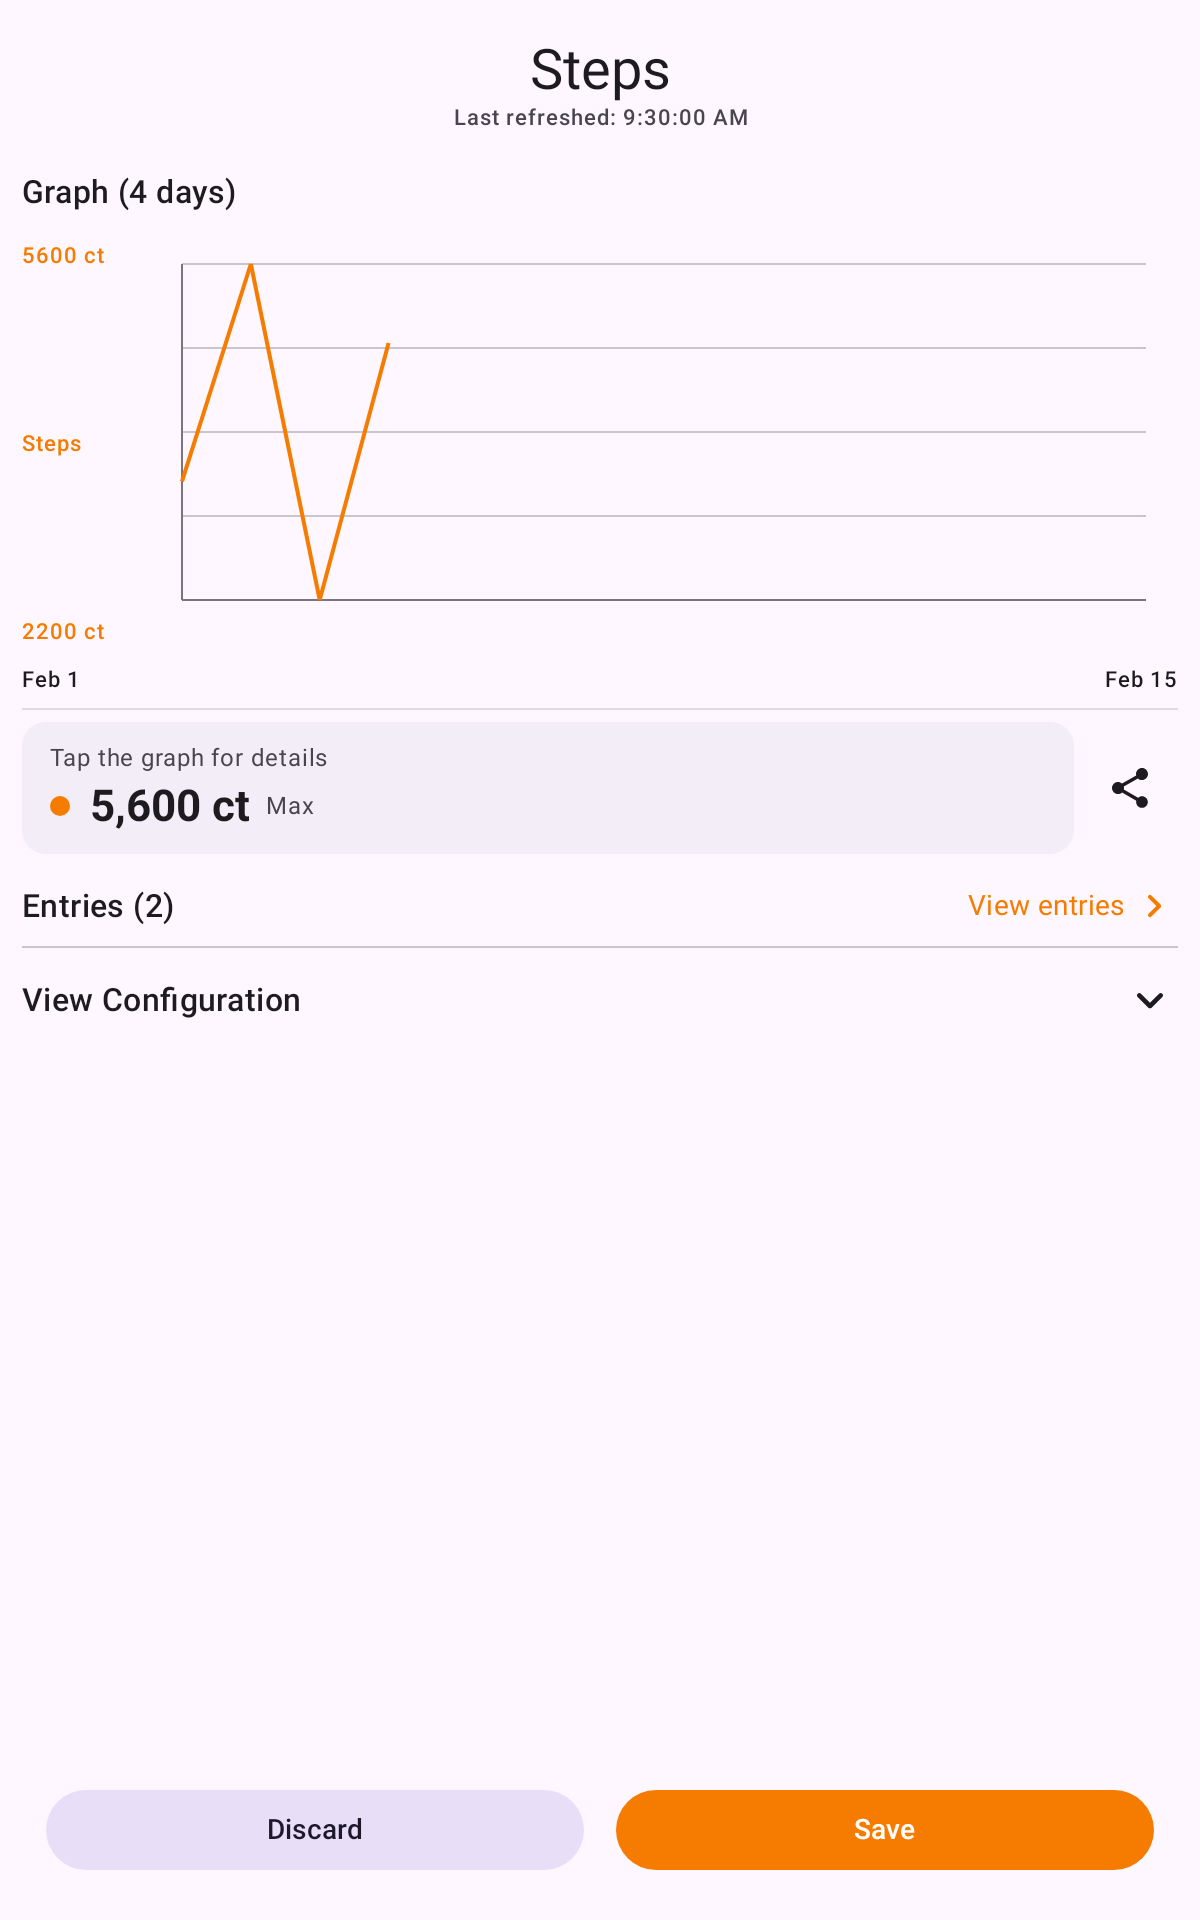 Steps
Last refreshed: 9:30:00 AM
Graph (4 days)
5600 ct
Steps
2200 ct
Feb 1
Feb 15
Tap the graph for details
5,600 ct Max
Entries (2)
View entries
View Configuration
Discard
Save